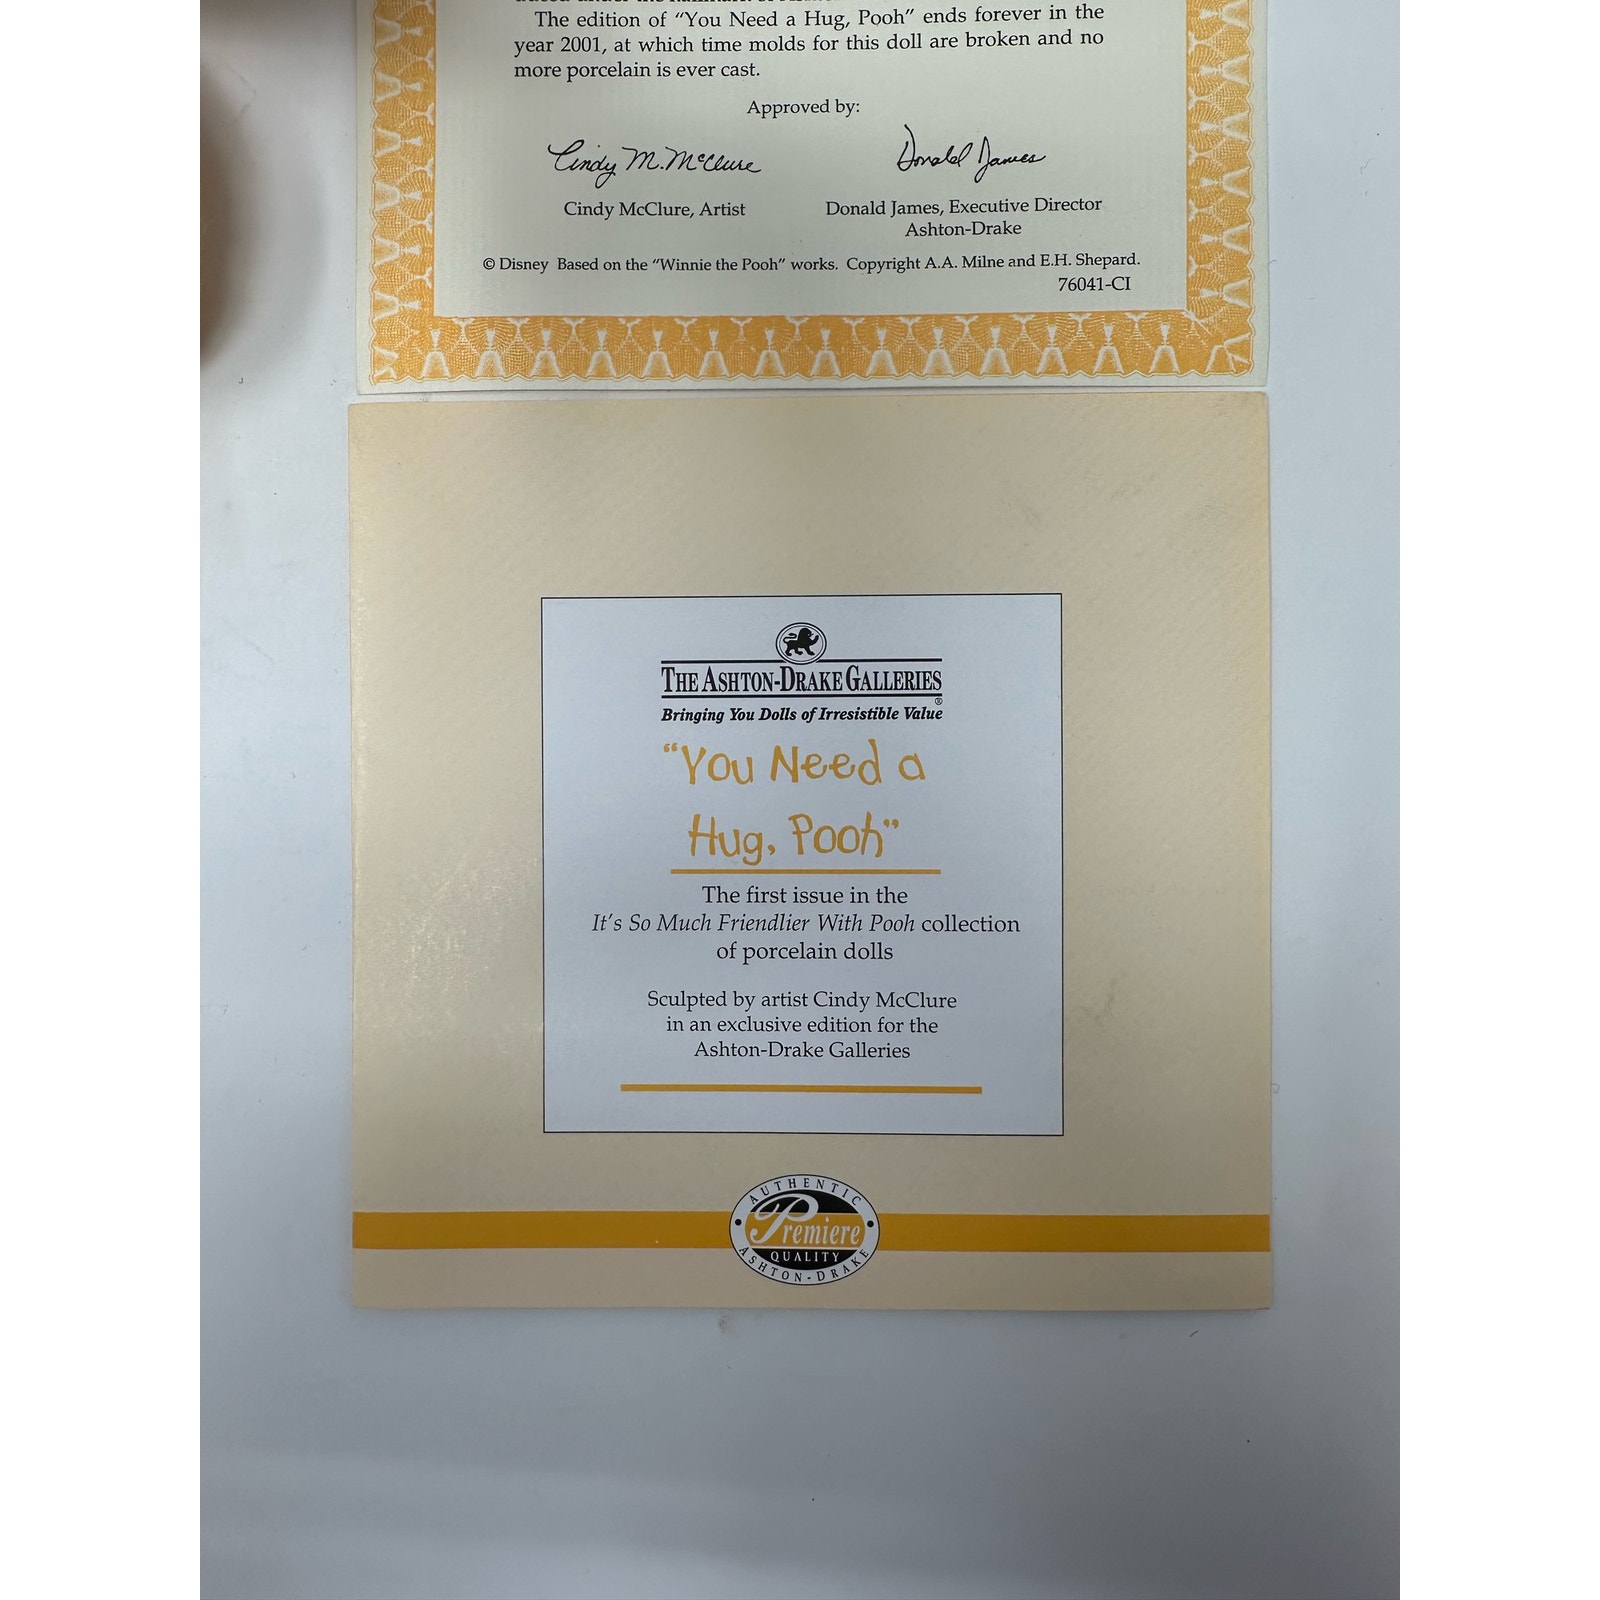 The edition of “You Need a Hug, Pooh” ends forever in the
year 2001, at which time molds for this doll are broken and no
more porcelain is ever cast.
Approved by:
Cindy M. McClure
Donald James
Cindy McClure, Artist
Donald James, Executive Director
Ashton-Drake
© Disney Based on the “Winnie the Pooh” works. Copyright A.A. Milne and E.H. Shepard.
76041-CI
THE ASHTON-DRAKE GALLERIES
®
Bringing You Dolls of Irresistible Value
“You Need a
Hug, Pooh”
The first issue in the
It's So Much Friendlier With Pooh collection
of porcelain dolls
Sculpted by artist Cindy McClure
in an exclusive edition for the
Ashton-Drake Galleries
AUTHENTIC
Premiere
QUALITY
ASHTON-DRAKE